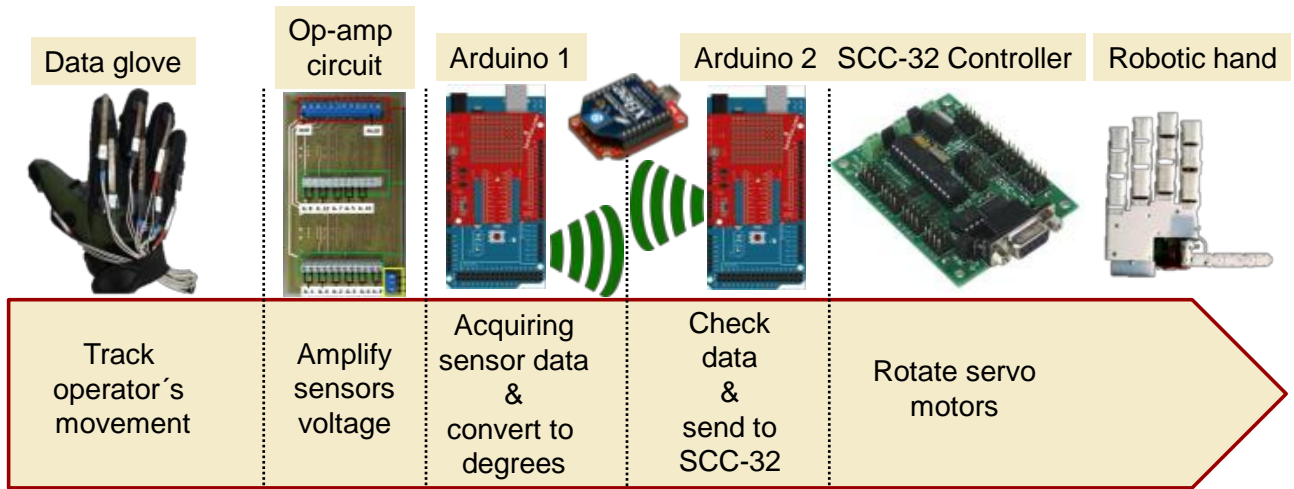 Data glove
Op-amp
circuit
Arduino 1
Arduino 2
SCC-32 Controller
Robotic hand
Track
operator´s
movement
Amplify
sensors
voltage
Acquiring
sensor data
&
convert to
degrees
Check
data
&
send to
SCC-32
Rotate servo
motors